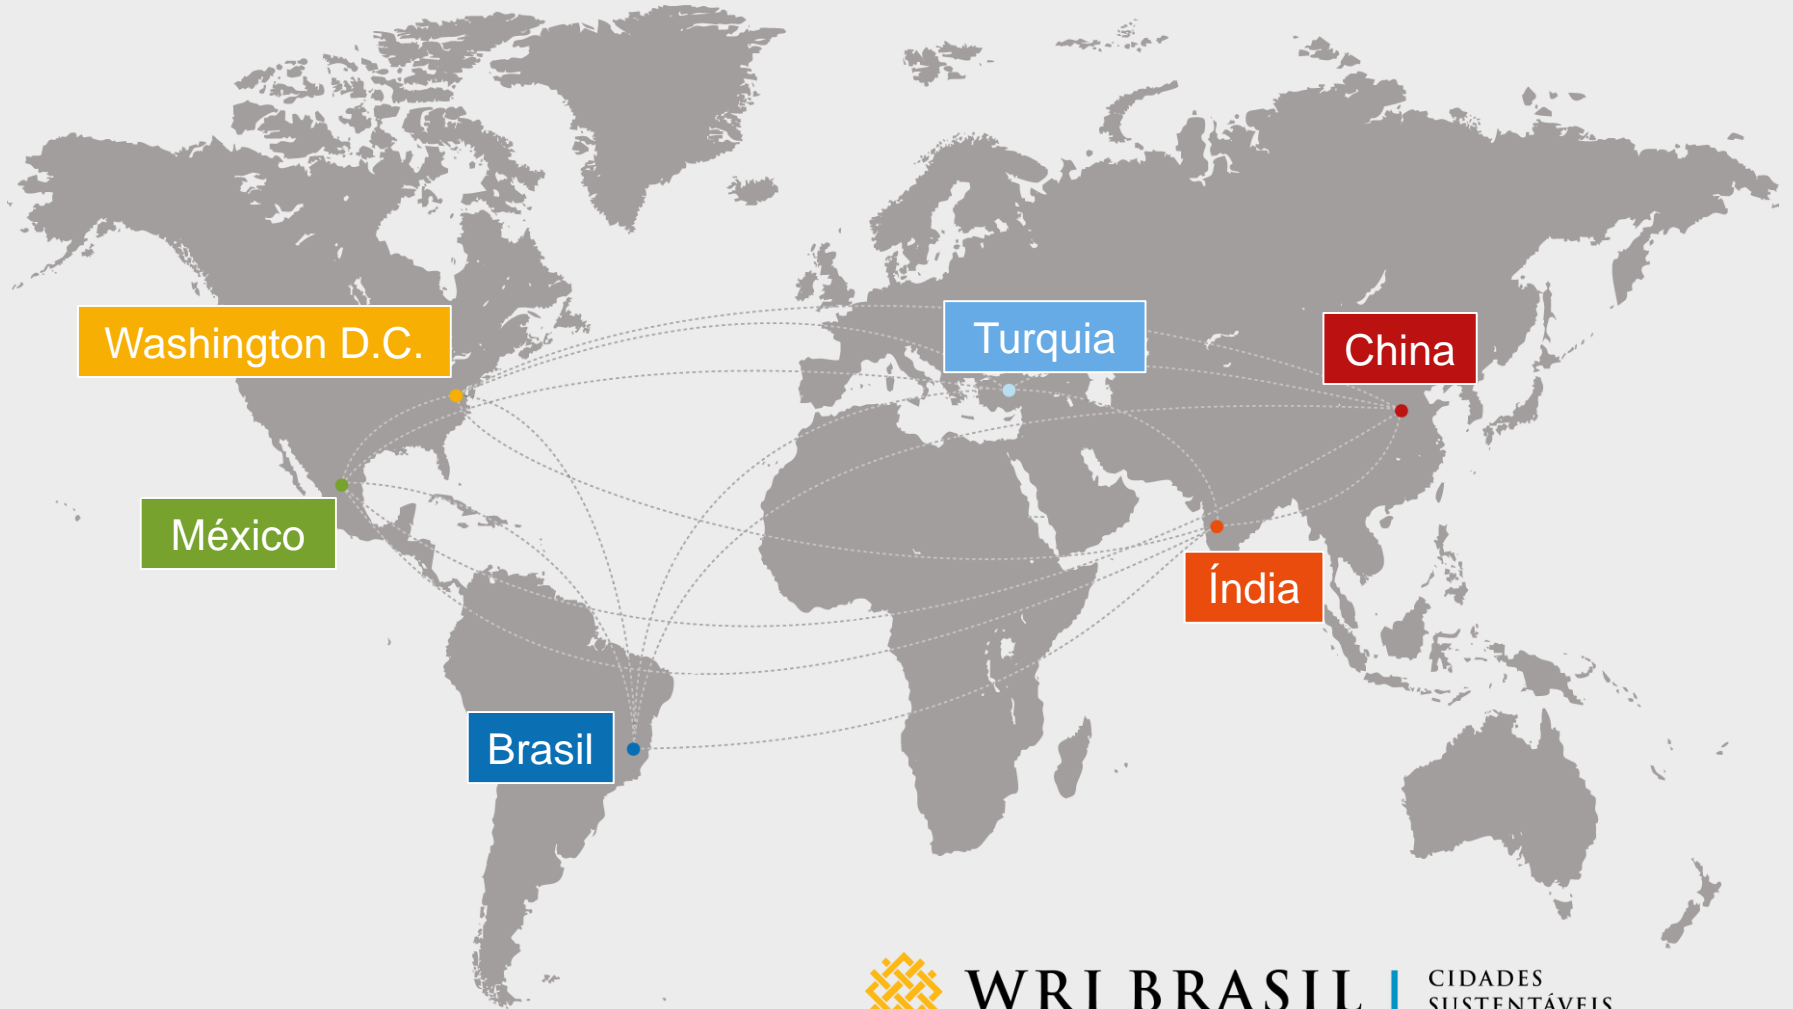 Washington D.C.
Turquia
China
México
Índia
Brasil
WRI BRASIL
CIDADES
SUSTENTÁVEIS